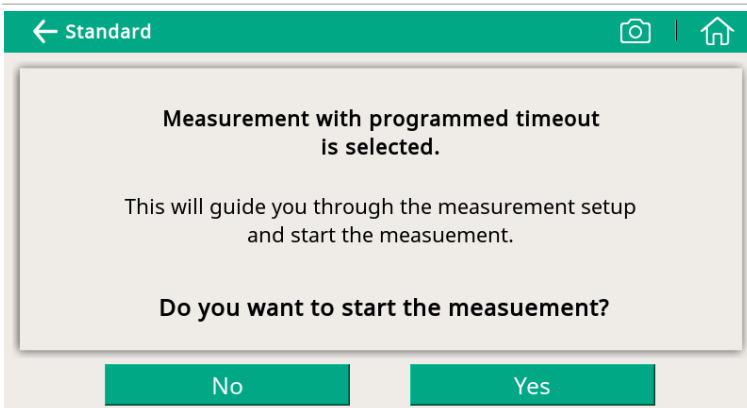 Standard
Measurement with programmed timeout
is selected.
This will guide you through the measurement setup
and start the measuement.
Do you want to start the measuement?
No
Yes